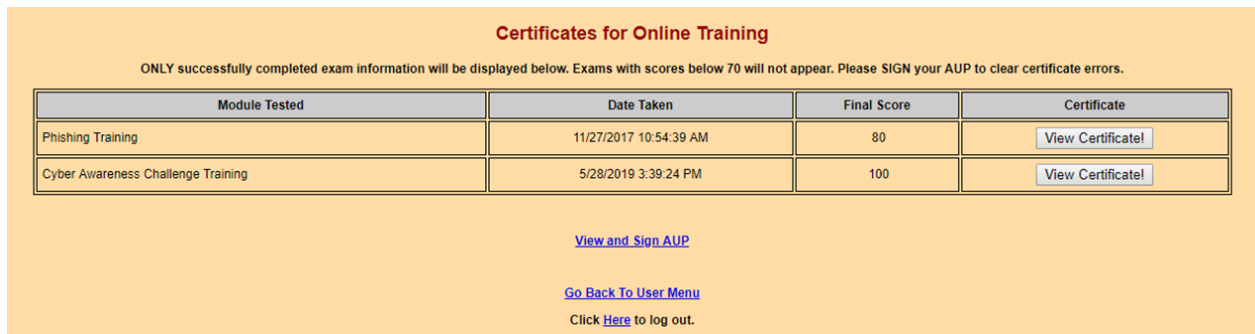 Certificates for Online Training
ONLY successfully completed exam information will be displayed below. Exams with scores below 70 will not appear. Please SIGN your AUP to clear certificate errors.
Module Tested Date Taken Final Score Certificate
Phishing Training 11/27/2017 10:54:39 AM 80 View Certificate!
Cyber Awareness Challenge Training 5/28/2019 3:39:24 PM 100 View Certificate!
View and Sign AUP
Go Back To User Menu
Click Here to log out.